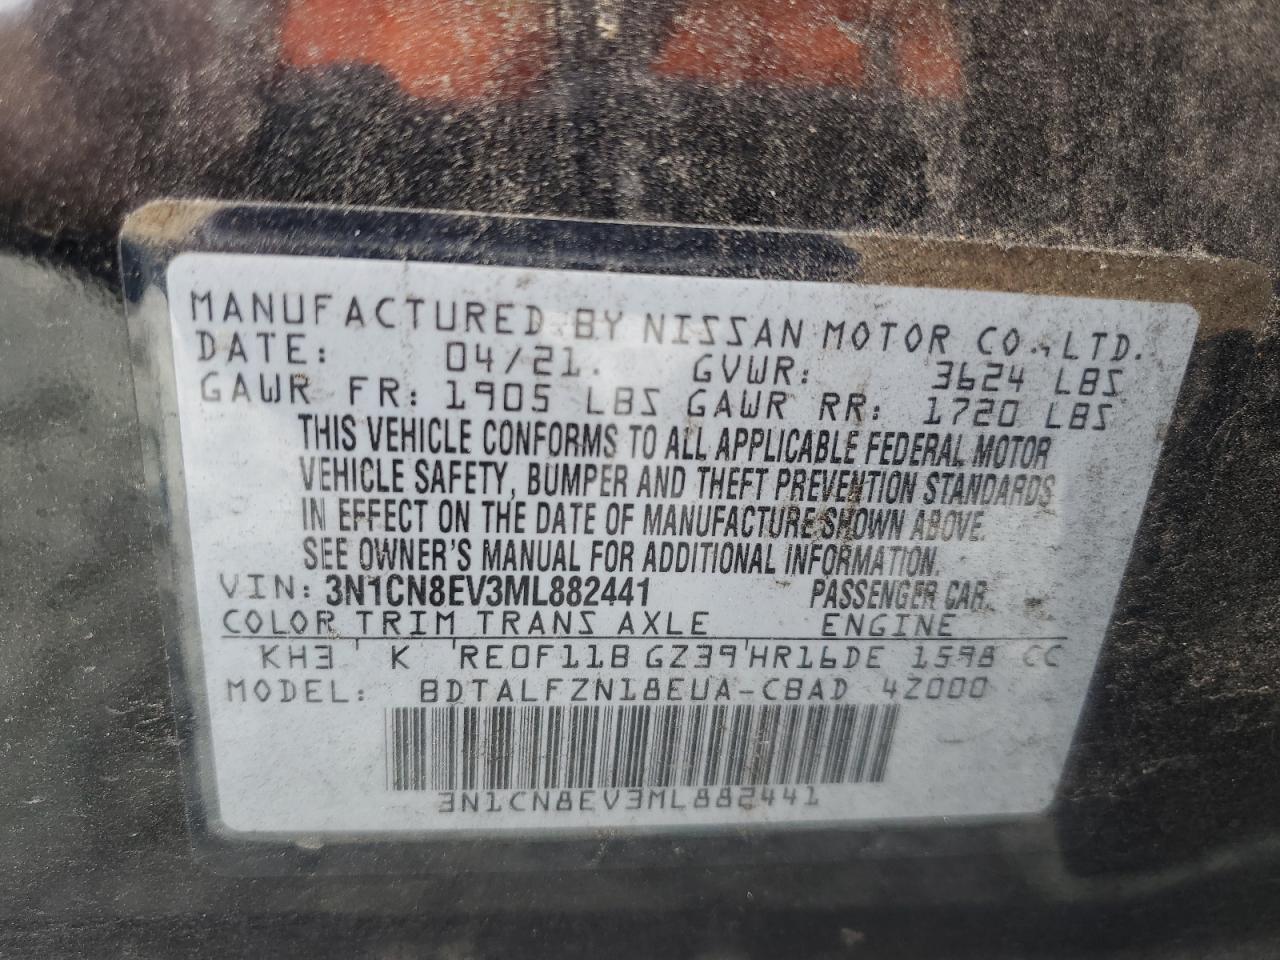 MANUFACTURED BY NISSAN MOTOR CO., LTD.
DATE: 04/21. GVWR: 3624 LBS
GAWR FR: 1905 LBS GAWR RR: 1720 LBS
THIS VEHICLE CONFORMS TO ALL APPLICABLE FEDERAL MOTOR
VEHICLE SAFETY, BUMPER AND THEFT PREVENTION STANDARDS
IN EFFECT ON THE DATE OF MANUFACTURE SHOWN ABOVE.
SEE OWNER'S MANUAL FOR ADDITIONAL INFORMATION.
VIN: 3N1CN8EV3ML882441 PASSENGER CAR
COLOR TRIM TRANS AXLE ENGINE
KH3 K RE0F11B GZ39 HR16DE 1598 CC
MODEL: BDTALFZN18EUA-CBAD 4Z000
3N1CN8EV3ML882441